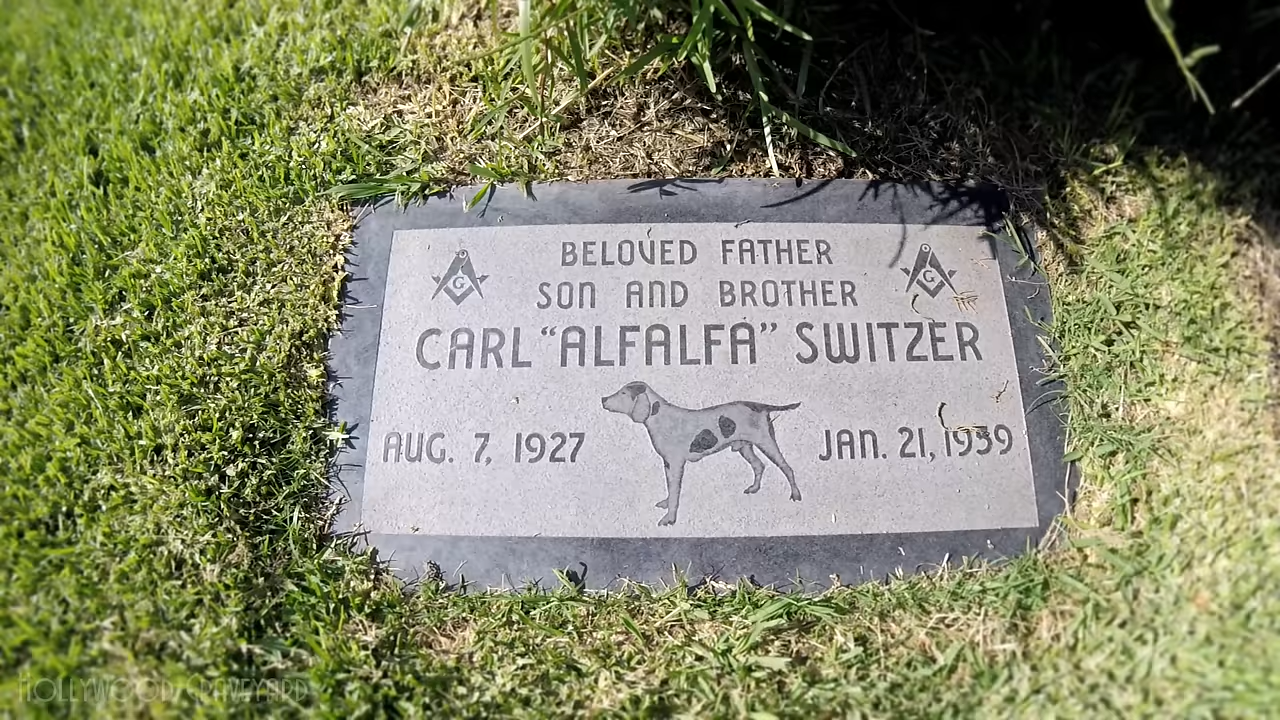 BELOVED FATHER
SON AND BROTHER
CARL "ALFALFA" SWITZER
G G
AUG. 7, 1927 JAN. 21, 1959
HOLLYWOOD GRAVEYARD